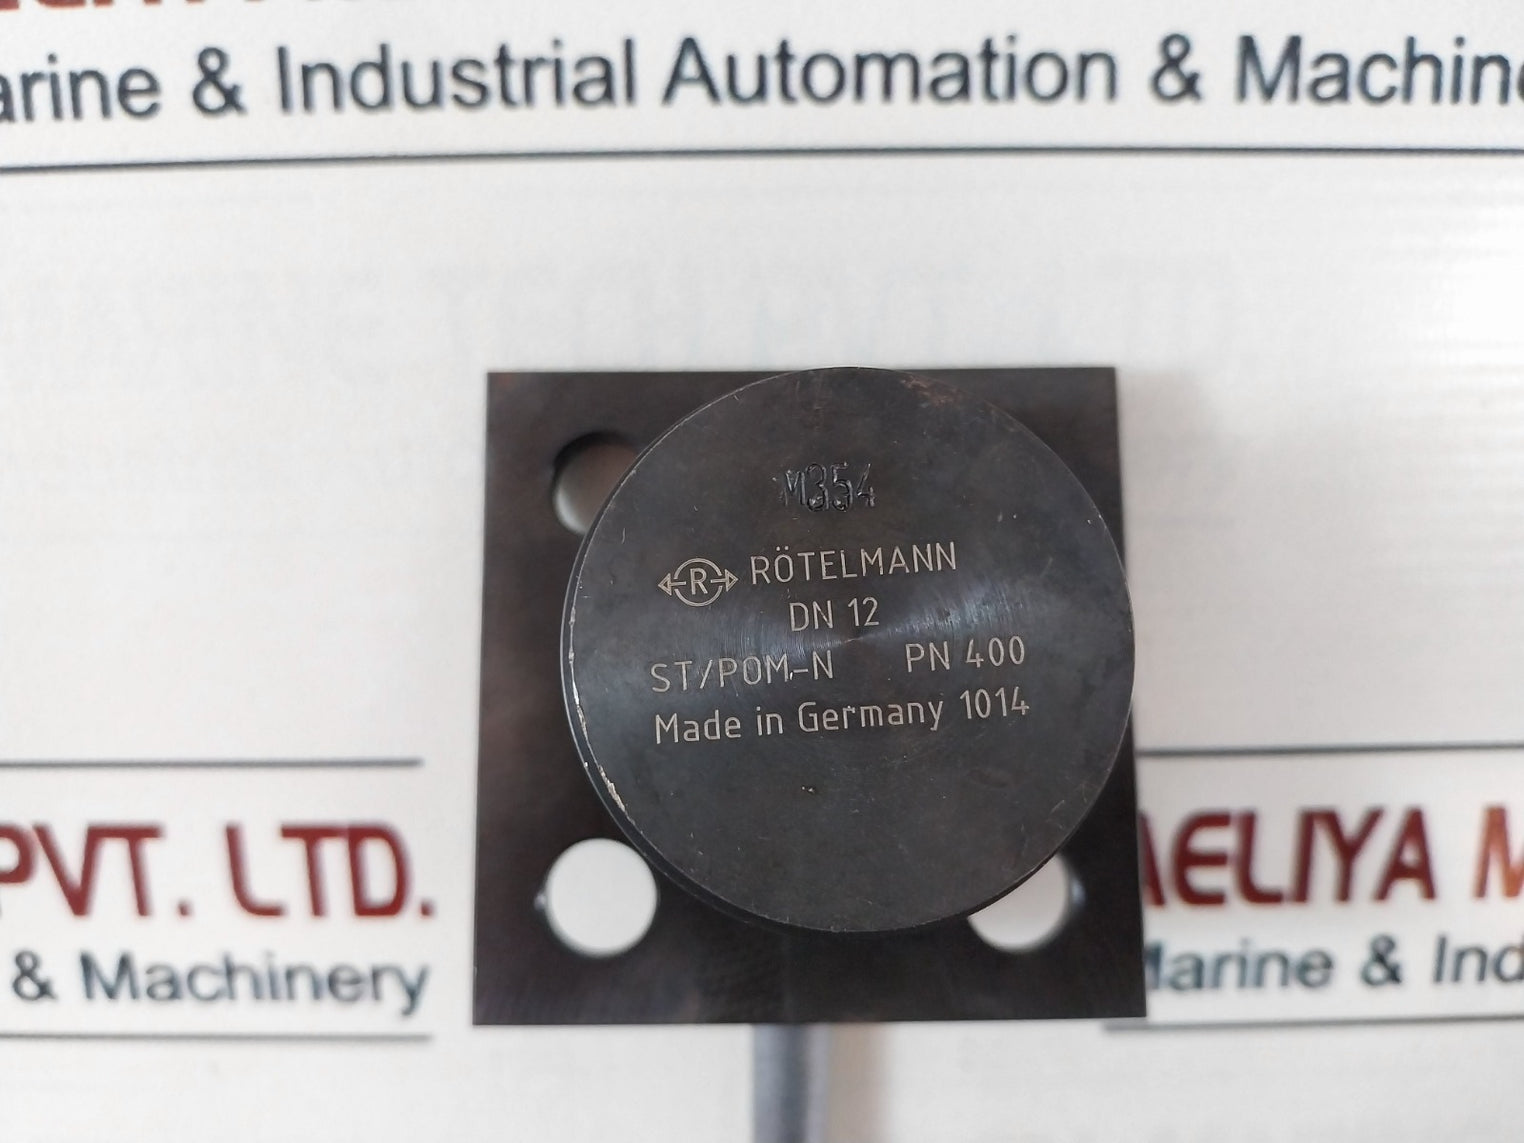 arine & Industrial Automation & Machine
M354
R RÖTELMANN
DN 12
ST/POM-N PN 400
Made in Germany 1014
PVT. LTD.
& Machinery
AELIYA M
Marine & Ind